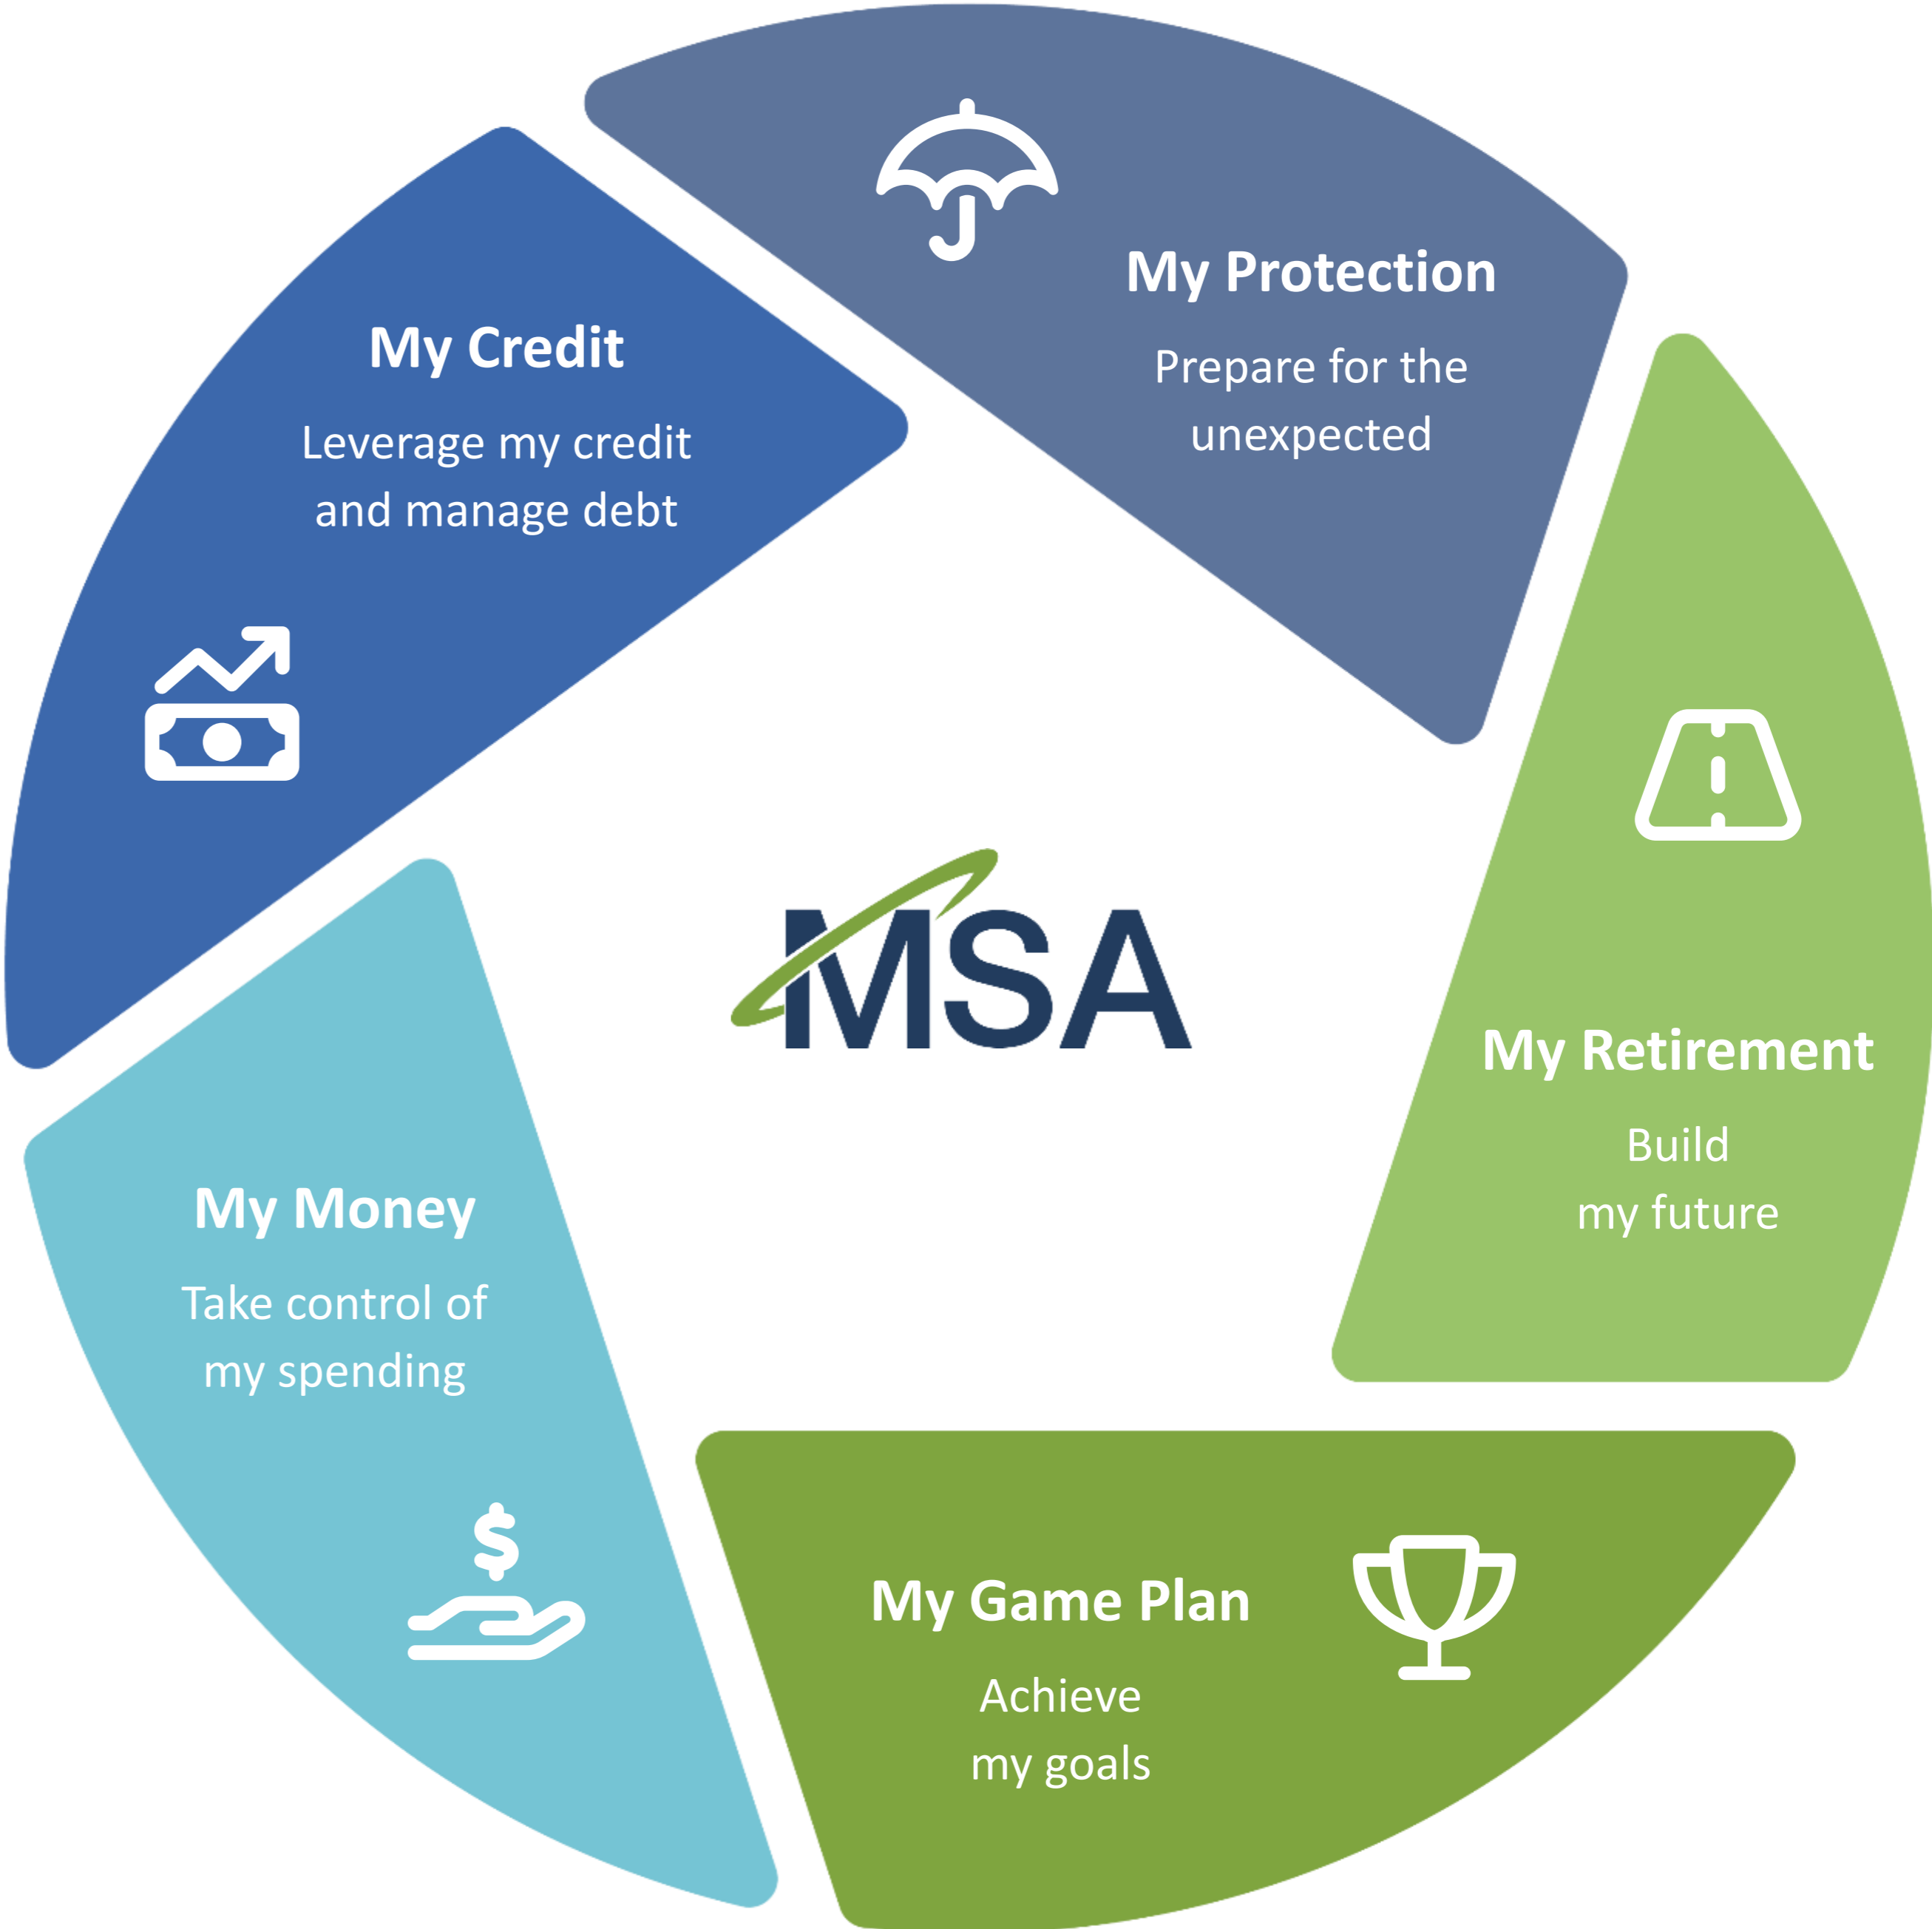 My Protection
Prepare for the
unexpected
My Credit
Leverage my credit
and manage debt
MSA
My Retirement
Build
my future
My Money
Take control of
my spending
$
My Game Plan
Achieve
my goals